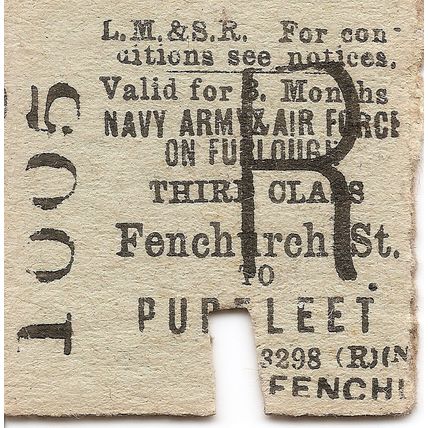 L.M.&S.R. For con-
ditions see notices.
Valid for 3. Months
NAVY ARMY & AIR FORCE
ON FURLOUGH
THIRD CLASS
Fenchurch St.
TO
PURFLEET
3298 (R)(N
FENCH
R
1005